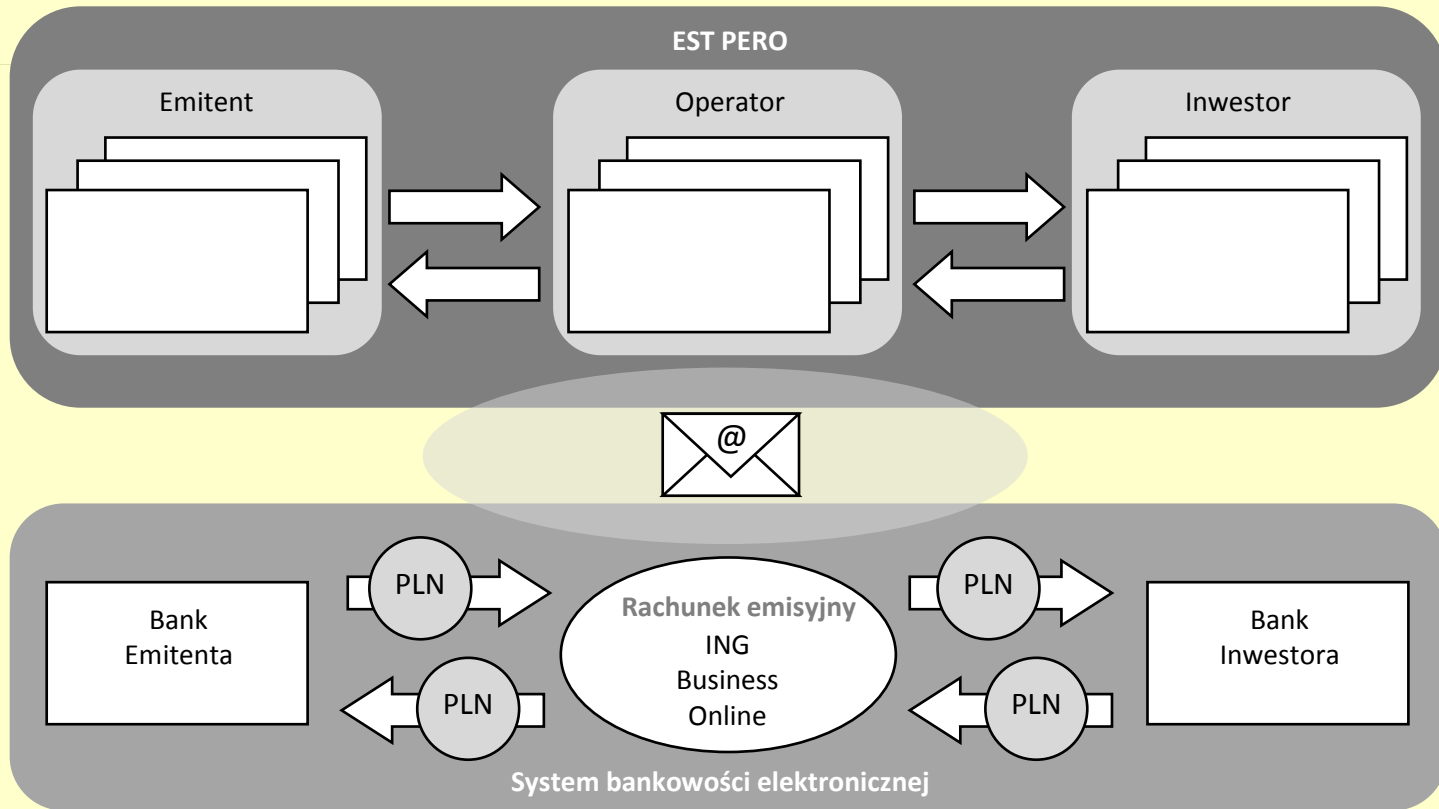 EST PERO
Emitent
Operator
Inwestor
@
PLN
PLN
Bank
Emitenta
Rachunek emisyjny
ING
Business
Online
Bank
Inwestora
PLN
PLN
System bankowości elektronicznej